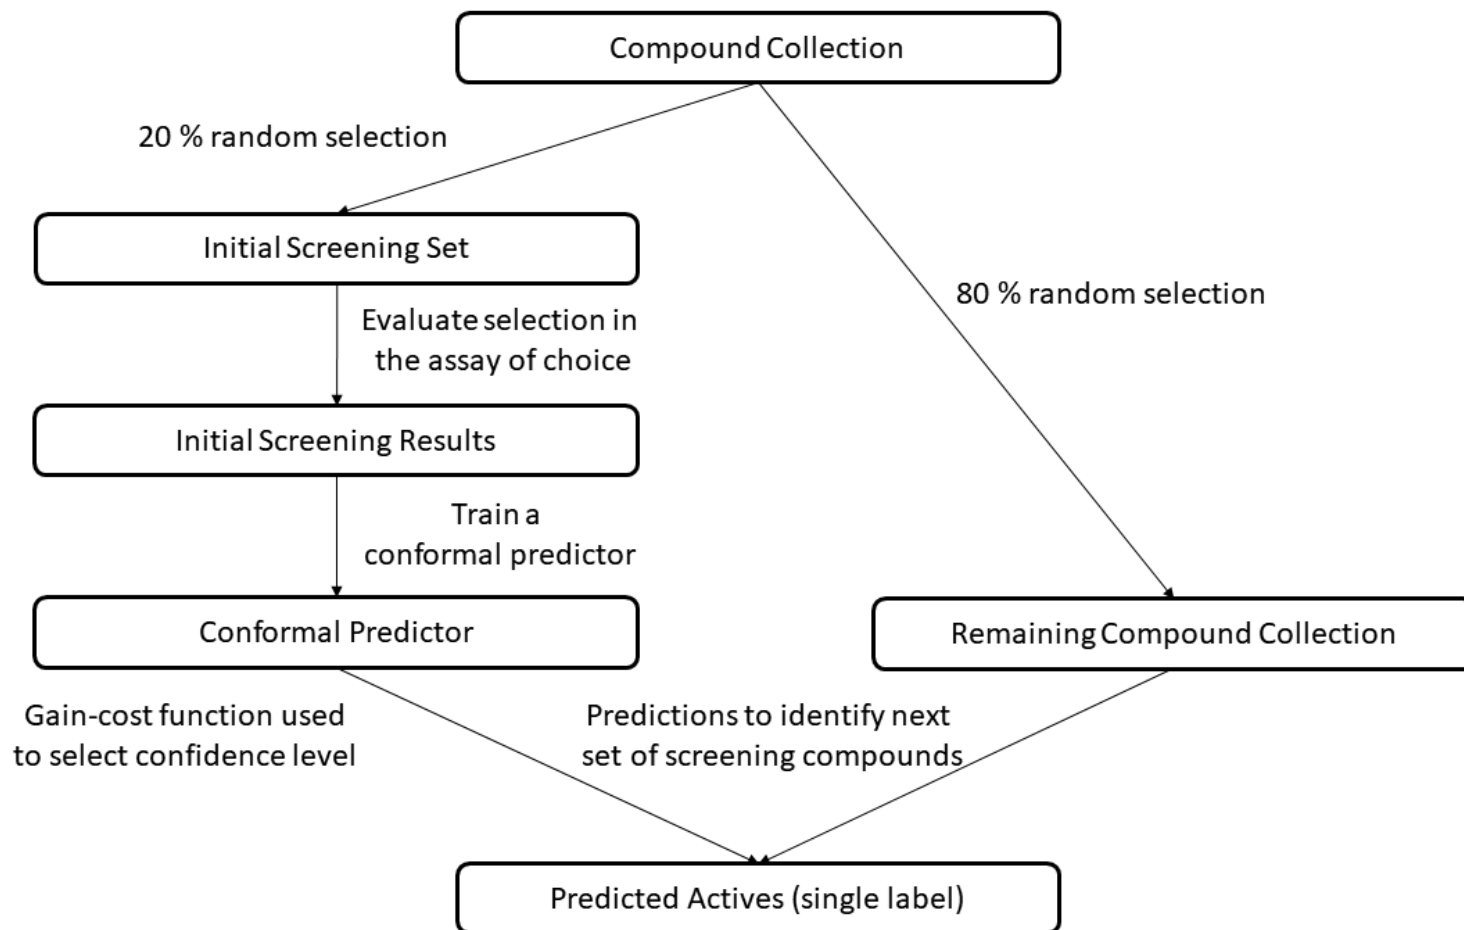 Compound Collection
20 % random selection
Initial Screening Set
80 % random selection
Evaluate selection in
the assay of choice
Initial Screening Results
Train a
conformal predictor
Conformal Predictor
Remaining Compound Collection
Gain-cost function used
to select confidence level
Predictions to identify next
set of screening compounds
Predicted Actives (single label)